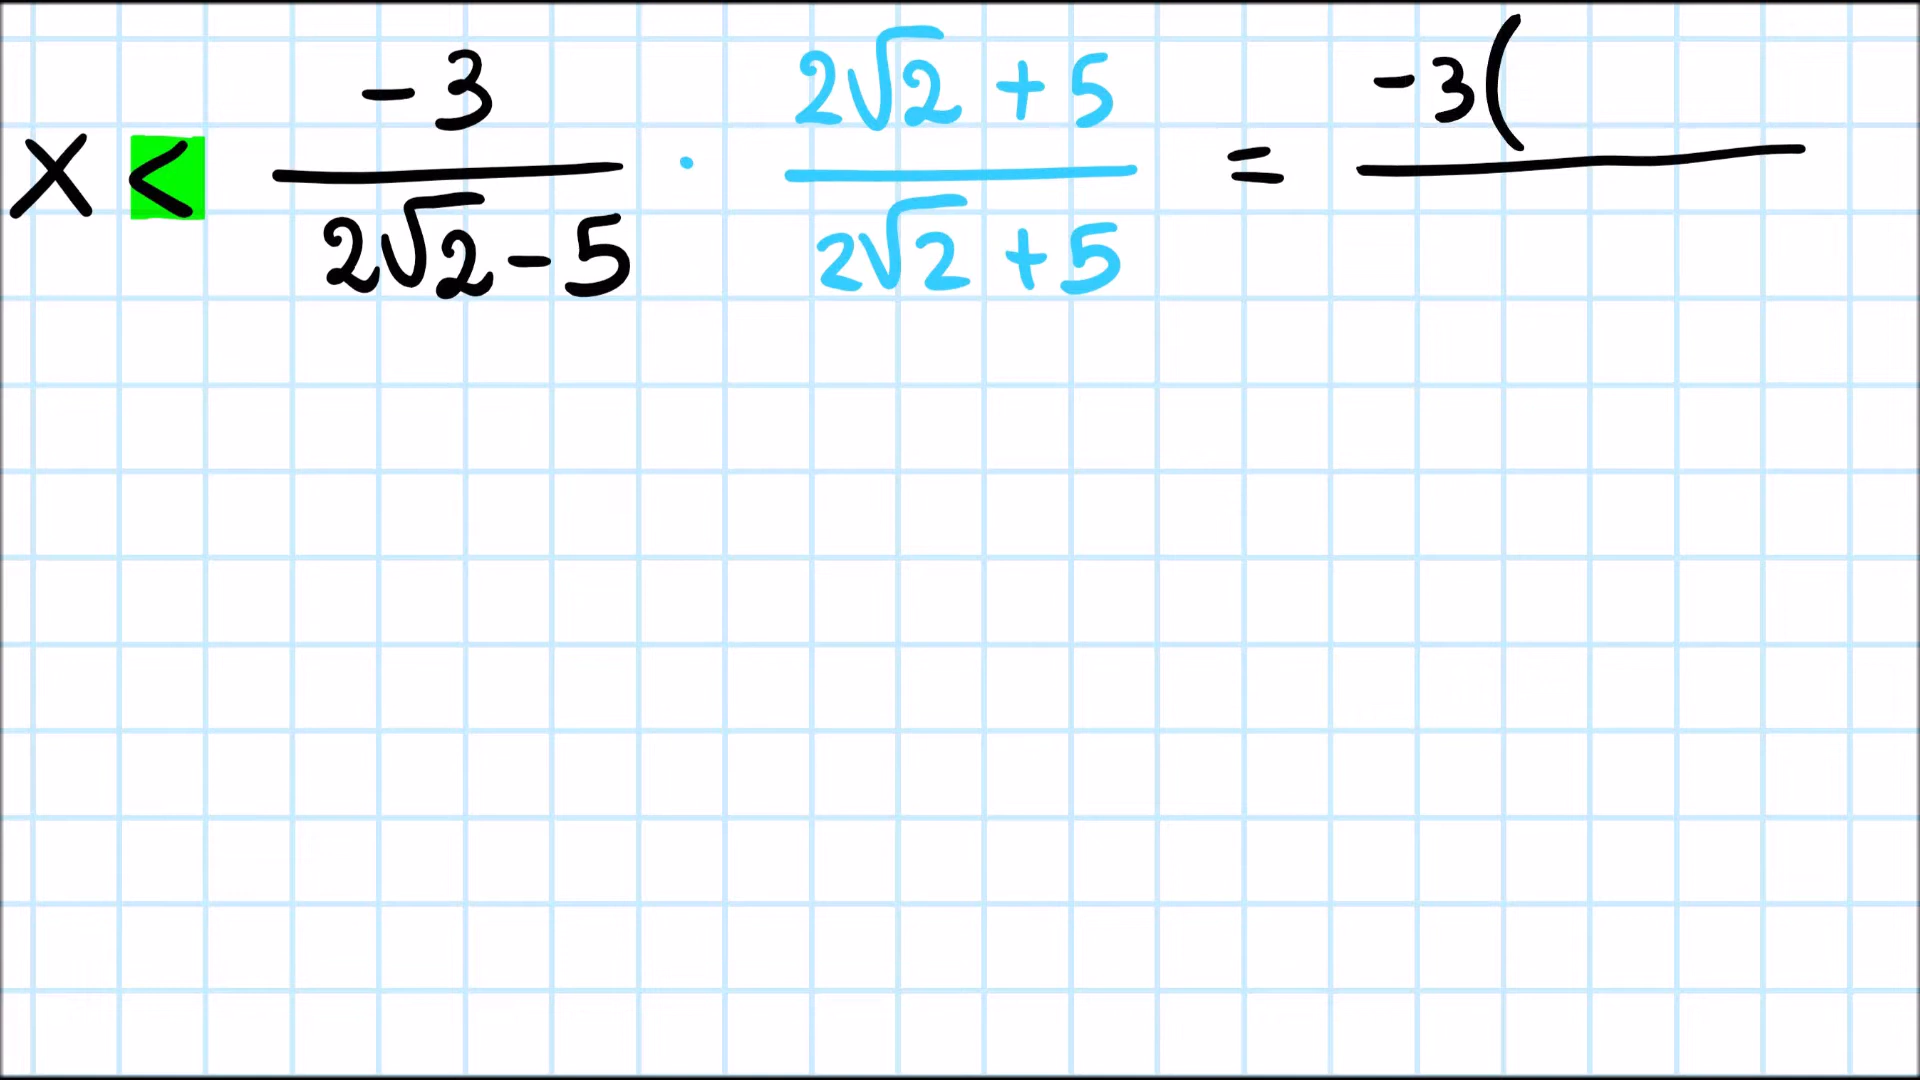 x < -3 / (2√2 - 5) · (2√2 + 5) / (2√2 + 5) = -3(